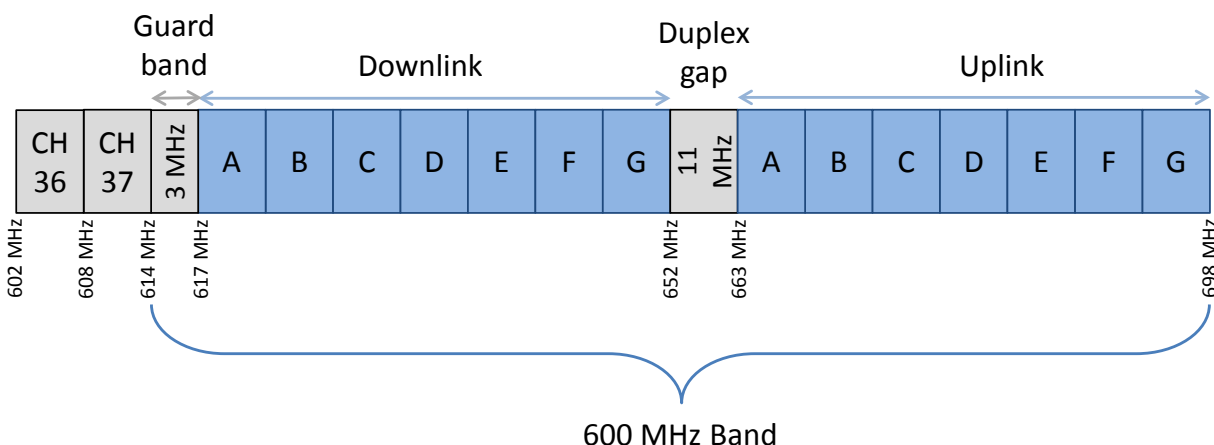 Guard
band
Downlink
Duplex
gap
Uplink
CH
36
CH
37
3 MHz
A
B
C
D
E
F
G
11
MHz
A
B
C
D
E
F
G
602 MHz
608 MHz
614 MHz
617 MHz
652 MHz
663 MHz
698 MHz
600 MHz Band